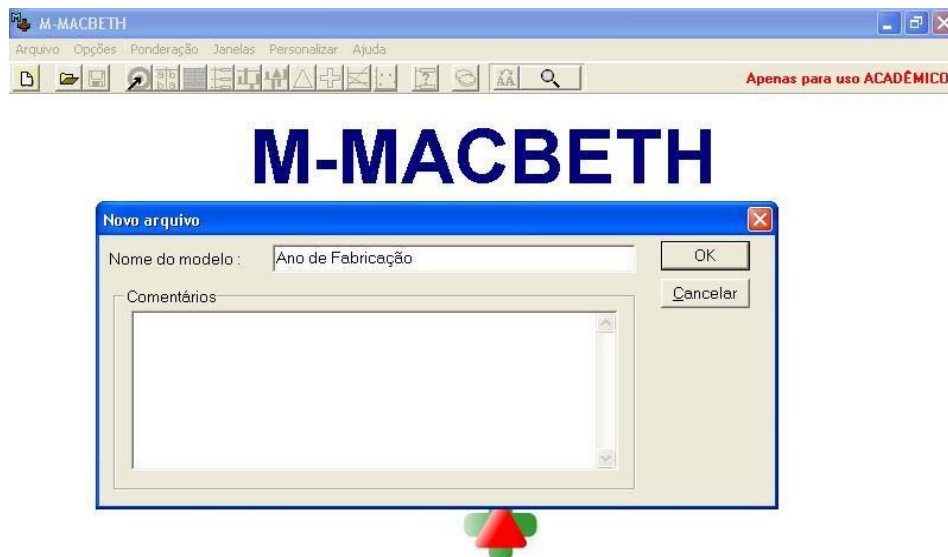 M-MACBETH
Arquivo Opções Ponderação Janelas Personalizar Ajuda
Apenas para uso ACADÊMICO
M-MACBETH
Novo arquivo
Nome do modelo : Ano de Fabricação OK
Comentários Cancelar